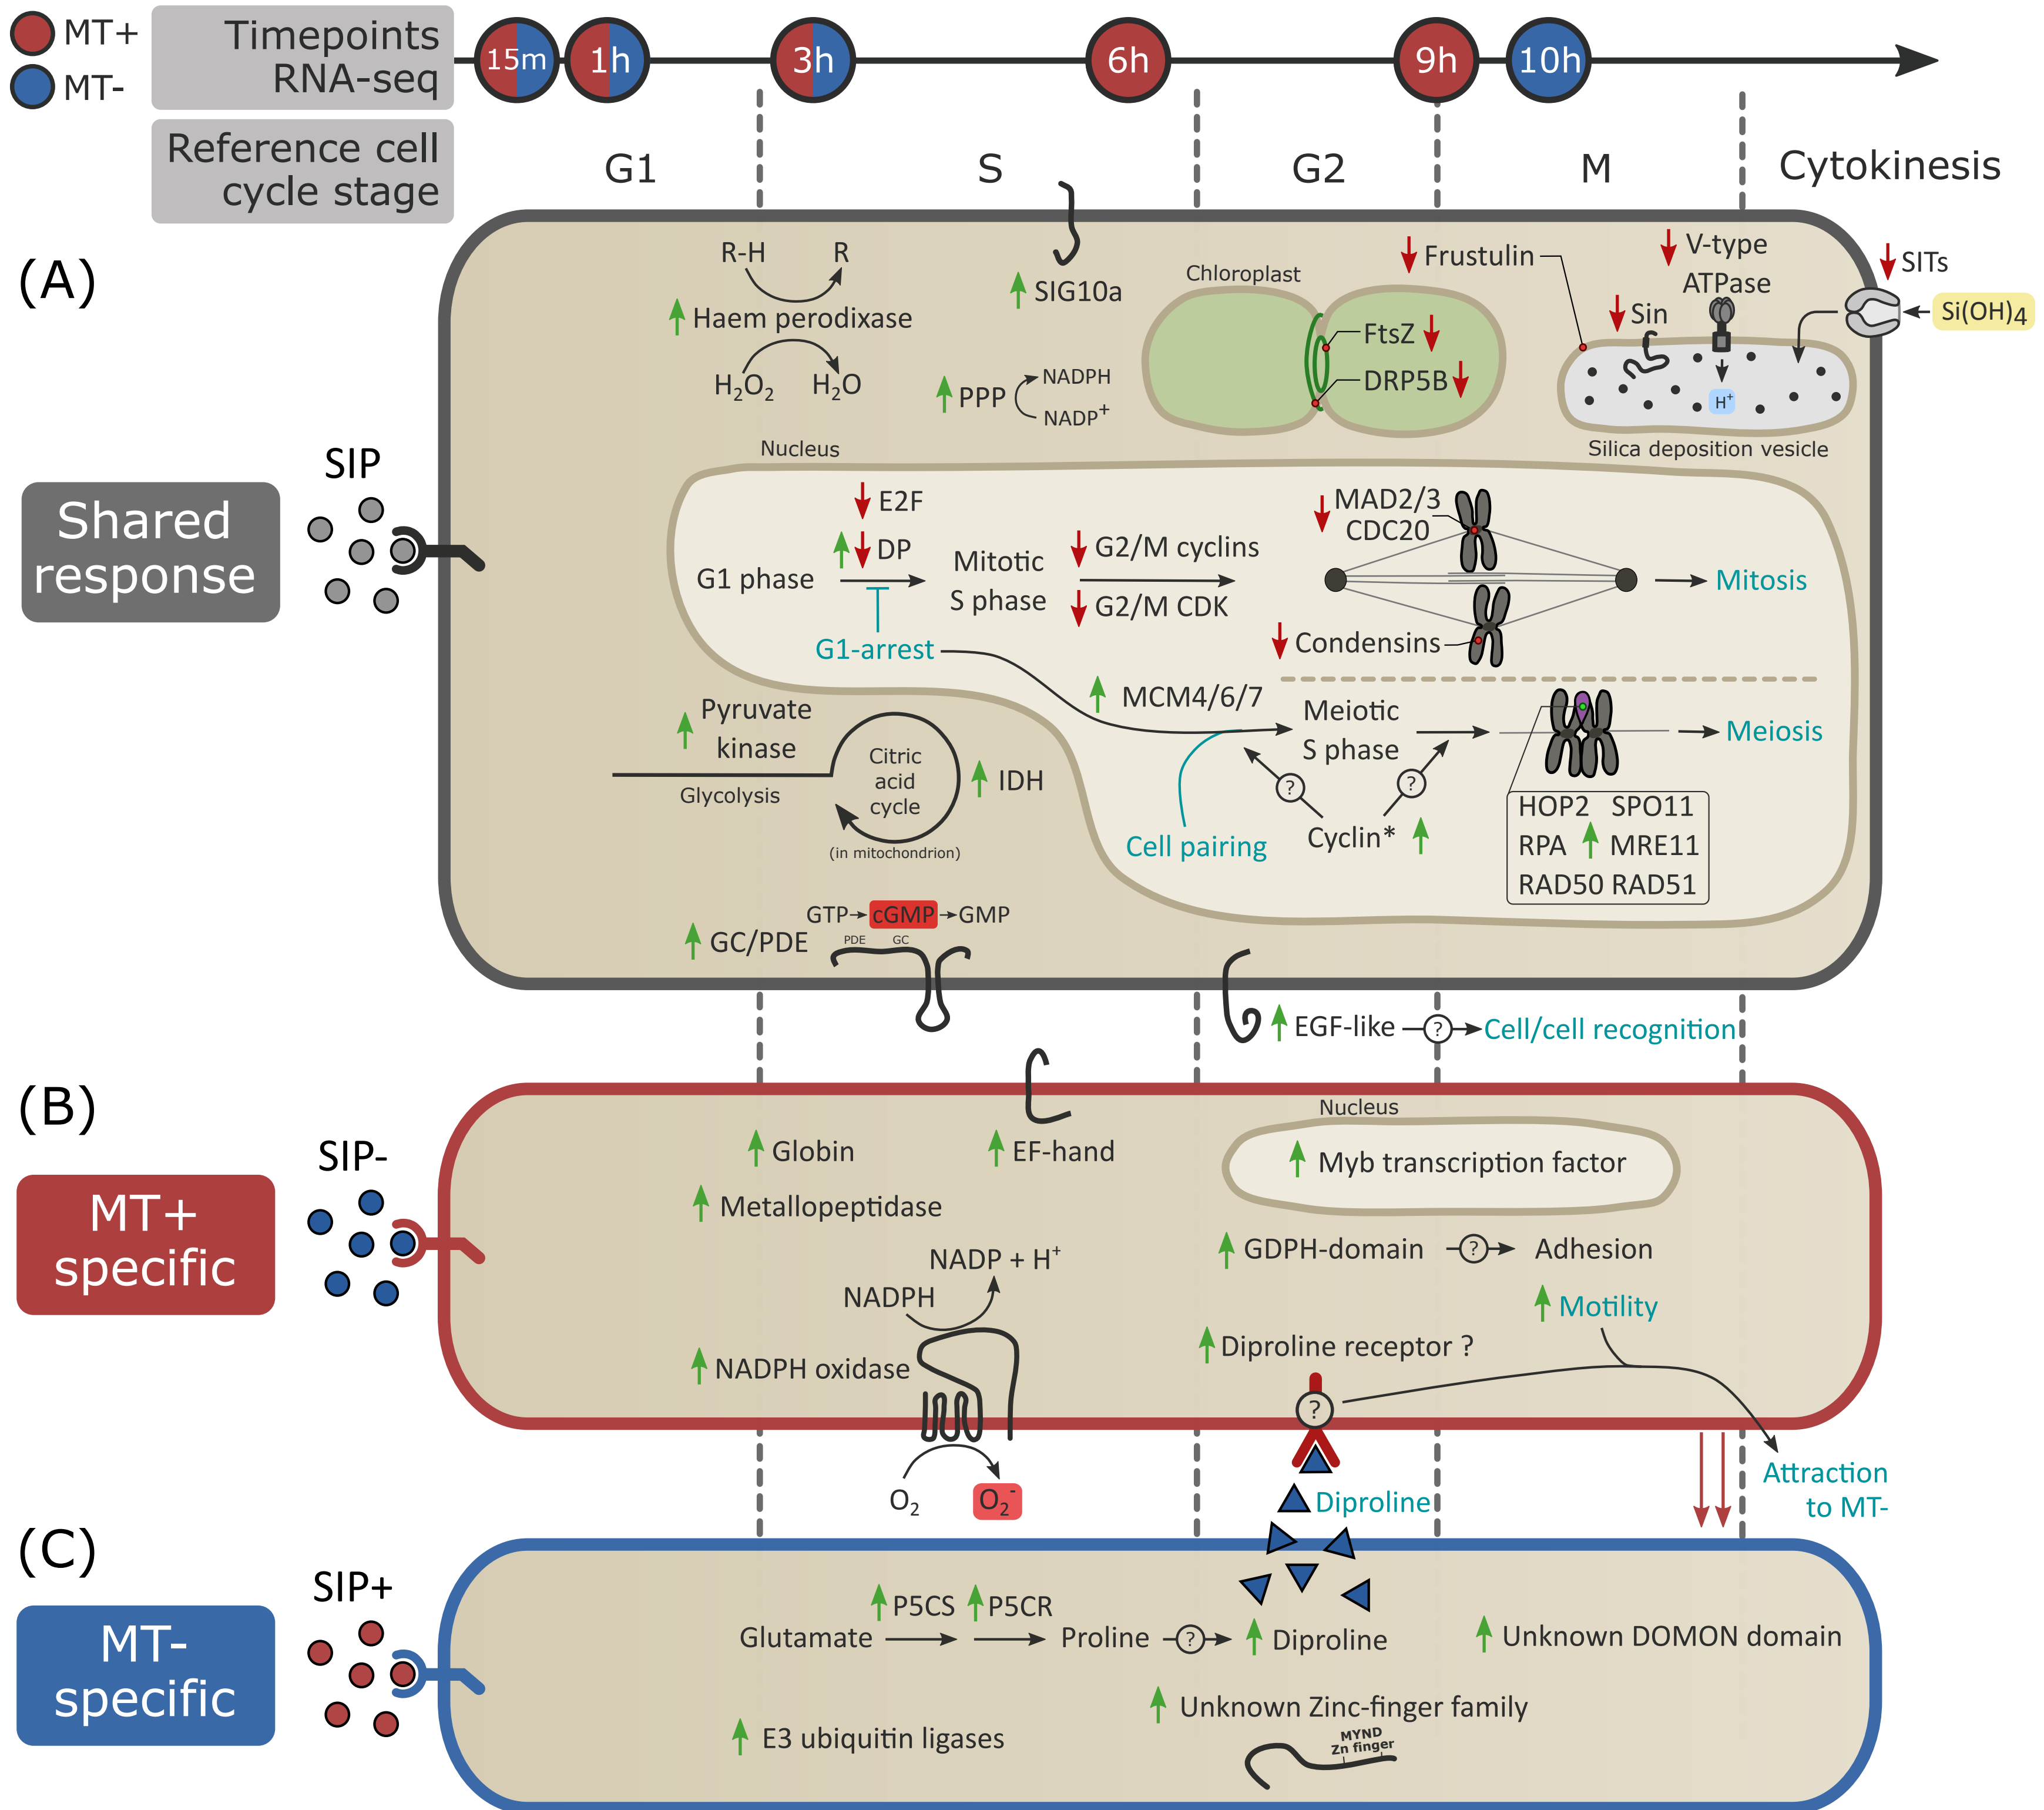 MT+
MT-
Timepoints
RNA-seq
15m
1h
3h
6h
9h
10h
Reference cell
cycle stage
G1
S
G2
M
Cytokinesis
(A)
Shared
response
SIP
R-H
R
Haem perodixase
H2O2
H2O
SIG10a
PPP
NADPH
NADP+
Chloroplast
FtsZ
DRP5B
Frustulin
V-type
ATPase
Sin
SITs
Si(OH)4
H+
Silica deposition vesicle
Nucleus
E2F
DP
G1 phase
Mitotic
S phase
G1-arrest
G2/M cyclins
G2/M CDK
MAD2/3
CDC20
Condensins
Mitosis
MCM4/6/7
Meiotic
S phase
Meiosis
Cell pairing
?
?
Cyclin*
HOP2 SPO11
RPA MRE11
RAD50 RAD51
Pyruvate
kinase
Glycolysis
Citric
acid
cycle
(in mitochondrion)
IDH
GTP
cGMP
GMP
GC/PDE
PDE
GC
EGF-like
?
Cell/cell recognition
(B)
MT+
specific
SIP-
Globin
EF-hand
Metallopeptidase
Nucleus
Myb transcription factor
GDPH-domain
?
Adhesion
Motility
NADP + H+
NADPH
NADPH oxidase
O2
O2-
Diproline receptor ?
?
Diproline
Attraction
to MT-
(C)
MT-
specific
SIP+
P5CS
P5CR
Glutamate
Proline
?
Diproline
Unknown DOMON domain
Unknown Zinc-finger family
E3 ubiquitin ligases
MYND
Zn finger